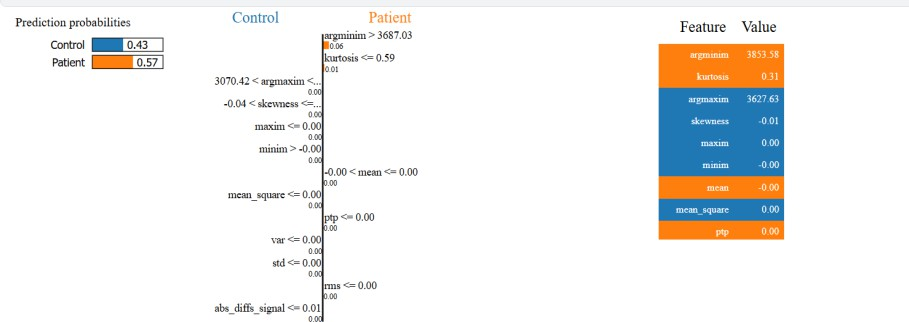 Prediction probabilities
Control 0.43
Patient 0.57
Control Patient
argminim > 3687.03
0.06
kurtosis <= 0.59
0.01
3070.42 < argmaxim <...
0.00
-0.04 < skewness <=...
0.00
maxim <= 0.00
0.00
minim > -0.00
0.00
-0.00 < mean <= 0.00
0.00
mean_square <= 0.00
0.00
ptp <= 0.00
0.00
var <= 0.00
0.00
std <= 0.00
0.00
rms <= 0.00
0.00
abs_diffs_signal <= 0.01
0.00
Feature Value
argminim 3853.58
kurtosis 0.31
argmaxim 3627.63
skewness -0.01
maxim 0.00
minim -0.00
mean -0.00
mean_square 0.00
ptp 0.00